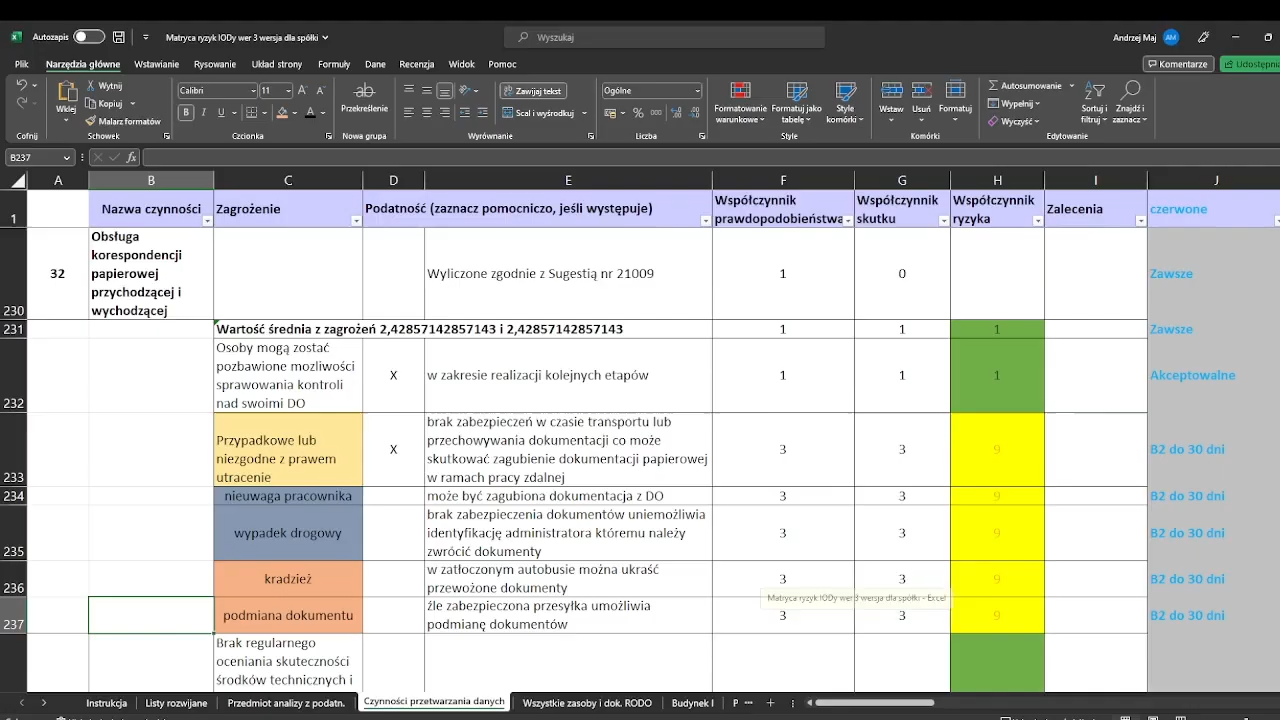 Autozapis
Matryca ryzyk IODy wer 3 wersja dla spółki
Wyszukaj
Andrzej Maj
AM
Plik
Narzędzia główne
Wstawianie
Rysowanie
Układ strony
Formuły
Dane
Recenzja
Widok
Pomoc
Komentarze
Wklej
Wytnij
Kopiuj
Malarz formatów
Calibri
11
Przekreślenie
Zawijaj tekst
Scal i wyśrodkuj
Ogólne
Formatowanie
warunkowe
Formatuj jako
tabelę
Style
komórki
Wstaw
Usuń
Formatuj
Autosumowanie
Wypełnij
Wyczyść
Sortuj i
filtruj
Znajdź i
zaznacz
Cofnij
Schowek
Czcionka
Nowa grupa
Wyrównanie
Liczba
Style
Komórki
Edytowanie
B237
fx
A B C D E F G H I J
1
Nazwa czynności
Zagrożenie
Podatność (zaznacz pomocniczo, jeśli występuje)
Współczynnik
prawdopodobieństwa
Współczynnik
skutku
Współczynnik
ryzyka
Zalecenia
czerwone
230
32
Obsługa
korespondencji
papierowej
przychodzącej i
wychodzącej
Wyliczone zgodnie z Sugestią nr 21009
1
0
Zawsze
231
Wartość średnia z zagrożeń 2,42857142857143 i 2,42857142857143
1
1
1
Zawsze
232
Osoby mogą zostać
pozbawione mozliwości
sprawowania kontroli
nad swoimi DO
X
w zakresie realizacji kolejnych etapów
1
1
1
Akceptowalne
233
Przypadkowe lub
niezgodne z prawem
utracenie
X
brak zabezpieczeń w czasie transportu lub
przechowywania dokumentacji co może
skutkować zagubienie dokumentacji papierowej
w ramach pracy zdalnej
3
3
9
B2 do 30 dni
234
nieuwaga pracownika
może być zagubiona dokumentacja z DO
3
3
9
B2 do 30 dni
235
wypadek drogowy
brak zabezpieczenia dokumentów uniemożliwia
identyfikację administratora któremu należy
zwrócić dokumenty
3
3
9
B2 do 30 dni
236
kradzież
w zatłoczonym autobusie można ukraść
przewożone dokumenty
3
3
9
B2 do 30 dni
Matryca ryzyk IODy wer 3 wersja dla spółki - Excel
237
podmiana dokumentu
źle zabezpieczona przesyłka umożliwia
podmianę dokumentów
3
3
9
B2 do 30 dni
Brak regularnego
oceniania skuteczności
środków technicznych i
Instrukcja
Listy rozwijane
Przedmiot analizy z podatn.
Czynności przetwarzania danych
Wszystkie zasoby i dok. RODO
Budynek I
P